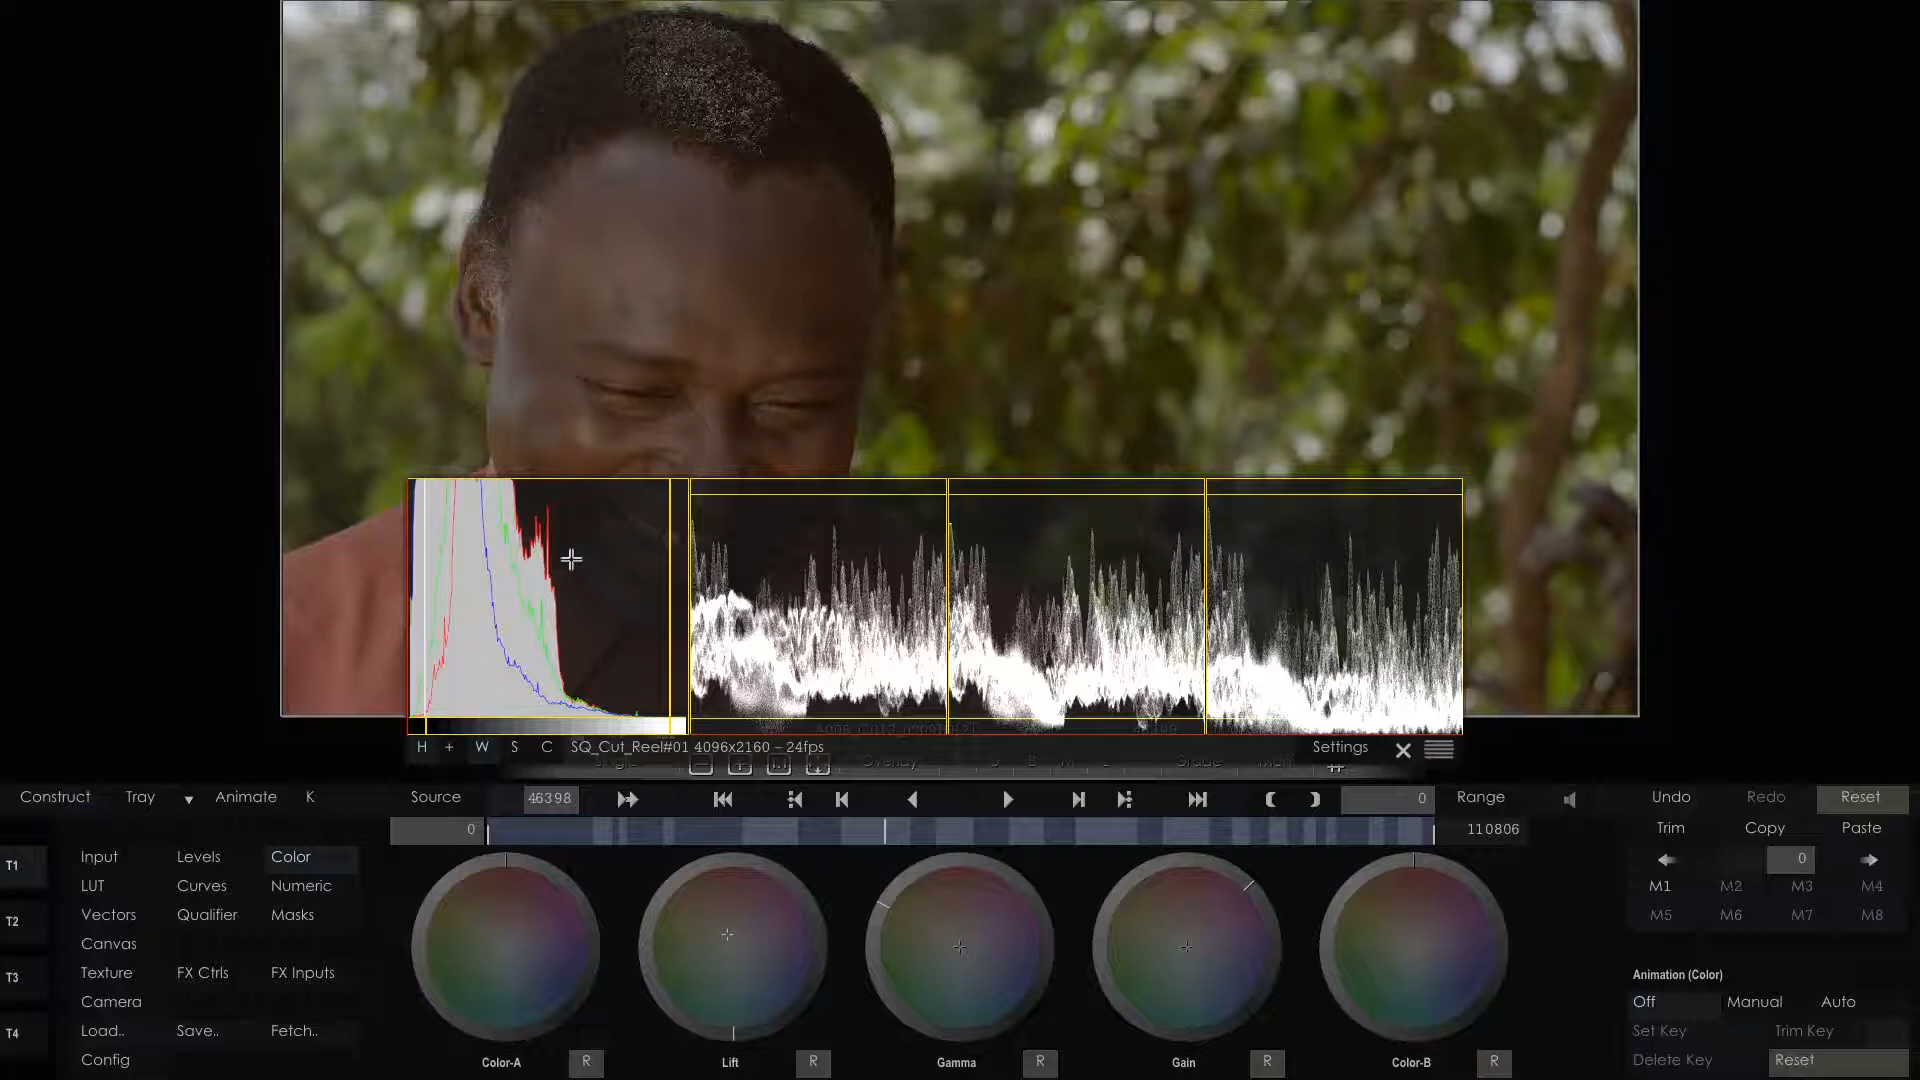 H + W S C SQ_Cut_Reel#01 4096x2160 - 24fps Settings
Overlay
Construct Tray Animate K Source 46398 0 Range Undo Redo Reset
0 110806 Trim Copy Paste
T1 Input Levels Color 0
LUT Curves Numeric M1 M2 M3 M4
T2 Vectors Qualifier Masks M5 M6 M7 M8
Canvas
T3 Texture FX Ctrls FX Inputs Animation (Color)
Camera Off Manual Auto
T4 Load.. Save.. Fetch.. Set Key Trim Key
Config Color-A R Lift R Gamma R Gain R Color-B R Delete Key Reset